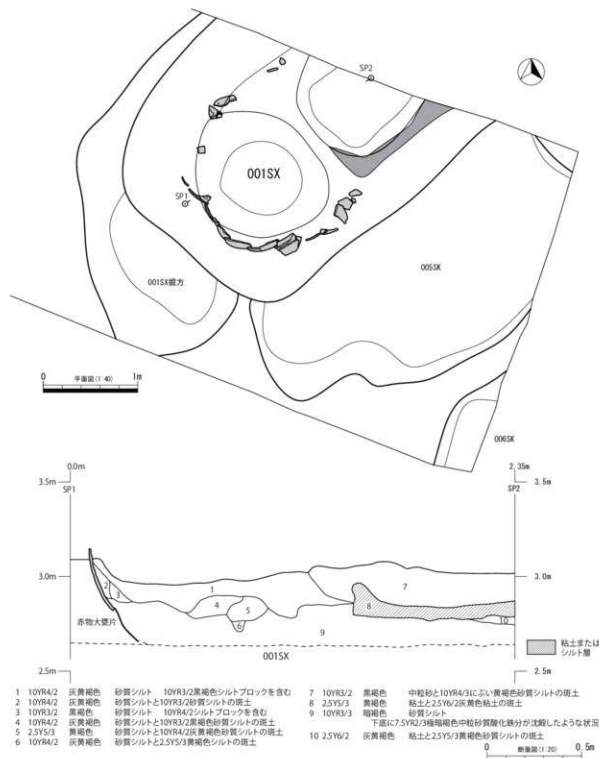 SP2
001SX
SP1
001SX掘方
005SK
006SK
0 平面図(1:40) 1m
0.0m 2.35m
3.5m SP1 SP2 3.5m
3.0m 3.0m
2.5m 2.5m
1
2
3
4
5
6
7
8
9
10
赤物大甕片
001SX
粘土または
シルト層
1 10YR4/2 灰黄褐色 砂質シルト 10YR3/2黒褐色シルトブロックを含む
2 10YR4/2 灰黄褐色 砂質シルトと10YR3/2砂質シルトの斑土
3 10YR3/2 黒褐色 砂質シルト 10YR4/2シルトブロックを含む
4 10YR4/2 灰黄褐色 砂質シルトと10YR3/2黒褐色砂質シルトの斑土
5 2.5Y5/3 黄褐色 砂質シルトと10YR4/2灰黄褐色砂質シルトの斑土
6 10YR4/2 灰黄褐色 砂質シルトと2.5Y5/3黄褐色シルトの斑土
7 10YR3/2 黒褐色 中粒砂と10YR4/3にぶい黄褐色砂質シルトの斑土
8 2.5Y5/3 黄褐色 粘土と2.5Y6/2灰黄色粘土の斑土
9 10YR3/3 暗褐色 砂質シルト
下底に7.5YR2/3極暗褐色中粒砂質酸化鉄分が沈殿したような状況
10 2.5Y6/2 灰黄色 粘土と2.5Y5/3黄褐色砂質シルトの斑土
0 断面図(1:20) 0.5m